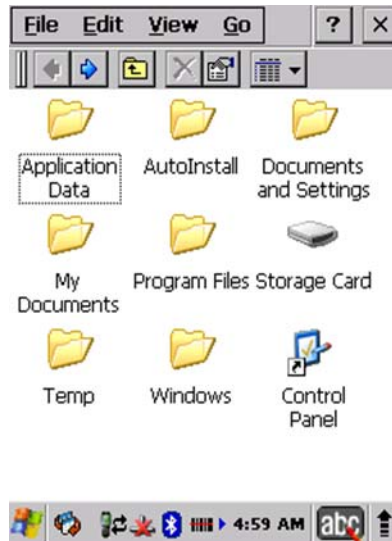 File Edit View Go ? ×
Application Data
AutoInstall
Documents and Settings
My Documents
Program Files
Storage Card
Temp
Windows
Control Panel
4:59 AM abc